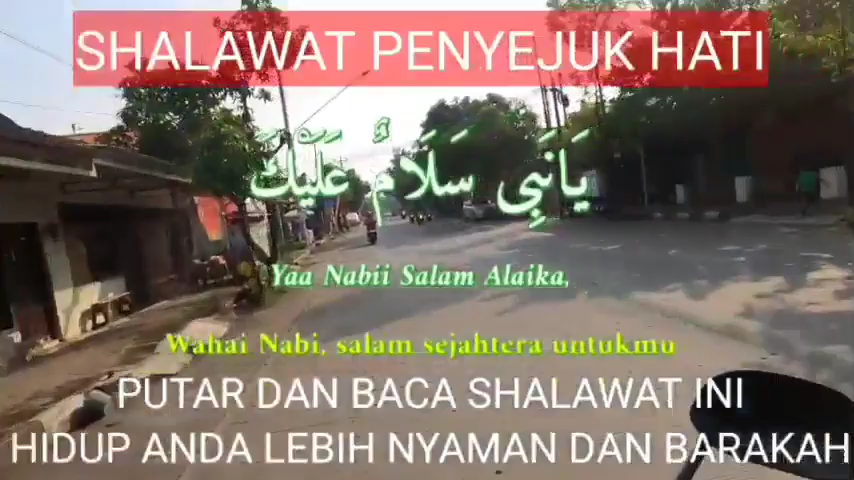 SHALAWAT PENYEJUK HATI
يَانَبِى سَلَامٌ عَلَيْكَ
Yaa Nabii Salam Alaika,
Wahai Nabi, salam sejahtera untukmu
PUTAR DAN BACA SHALAWAT INI
HIDUP ANDA LEBIH NYAMAN DAN BARAKAH